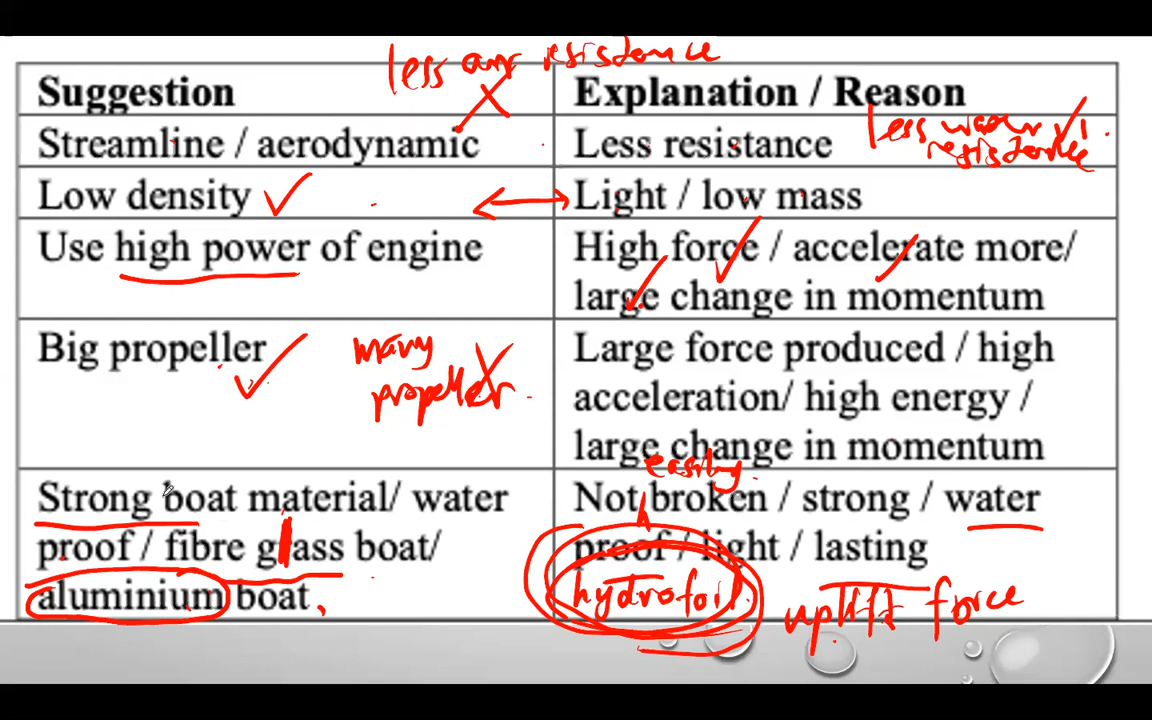 less air resistance
Suggestion
Explanation / Reason
Streamline / aerodynamic
Less resistance
less water
resistance
Low density
Light / low mass
Use high power of engine
High force / accelerate more/
large change in momentum
Big propeller
many
propeller
Large force produced / high
acceleration/ high energy /
large change in momentum
easily
Strong boat material/ water
proof / fibre glass boat/
aluminium boat,
Not broken / strong / water
proof / light / lasting
hydrofoil
uplift force